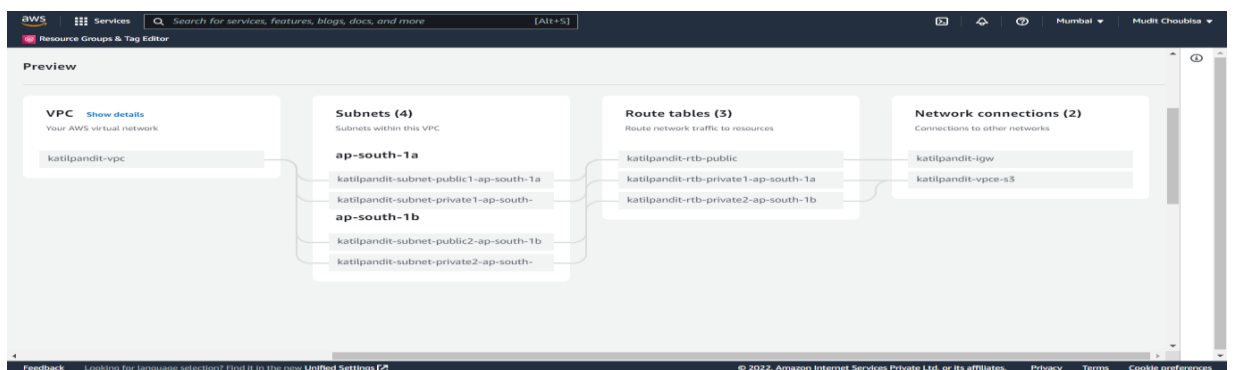 aws Services Search for services, features, blogs, docs, and more [Alt+S] Mumbai Mudit Choubisa
Resource Groups & Tag Editor
Preview
VPC Show details
Your AWS virtual network
katilpandit-vpc
Subnets (4)
Subnets within this VPC
ap-south-1a
katilpandit-subnet-public1-ap-south-1a
katilpandit-subnet-private1-ap-south-
ap-south-1b
katilpandit-subnet-public2-ap-south-1b
katilpandit-subnet-private2-ap-south-
Route tables (3)
Route network traffic to resources
katilpandit-rtb-public
katilpandit-rtb-private1-ap-south-1a
katilpandit-rtb-private2-ap-south-1b
Network connections (2)
Connections to other networks
katilpandit-igw
katilpandit-vpce-s3
Feedback Looking for language selection? Find it in the new Unified Settings © 2022, Amazon Internet Services Private Ltd. or its affiliates. Privacy Terms Cookie preferences